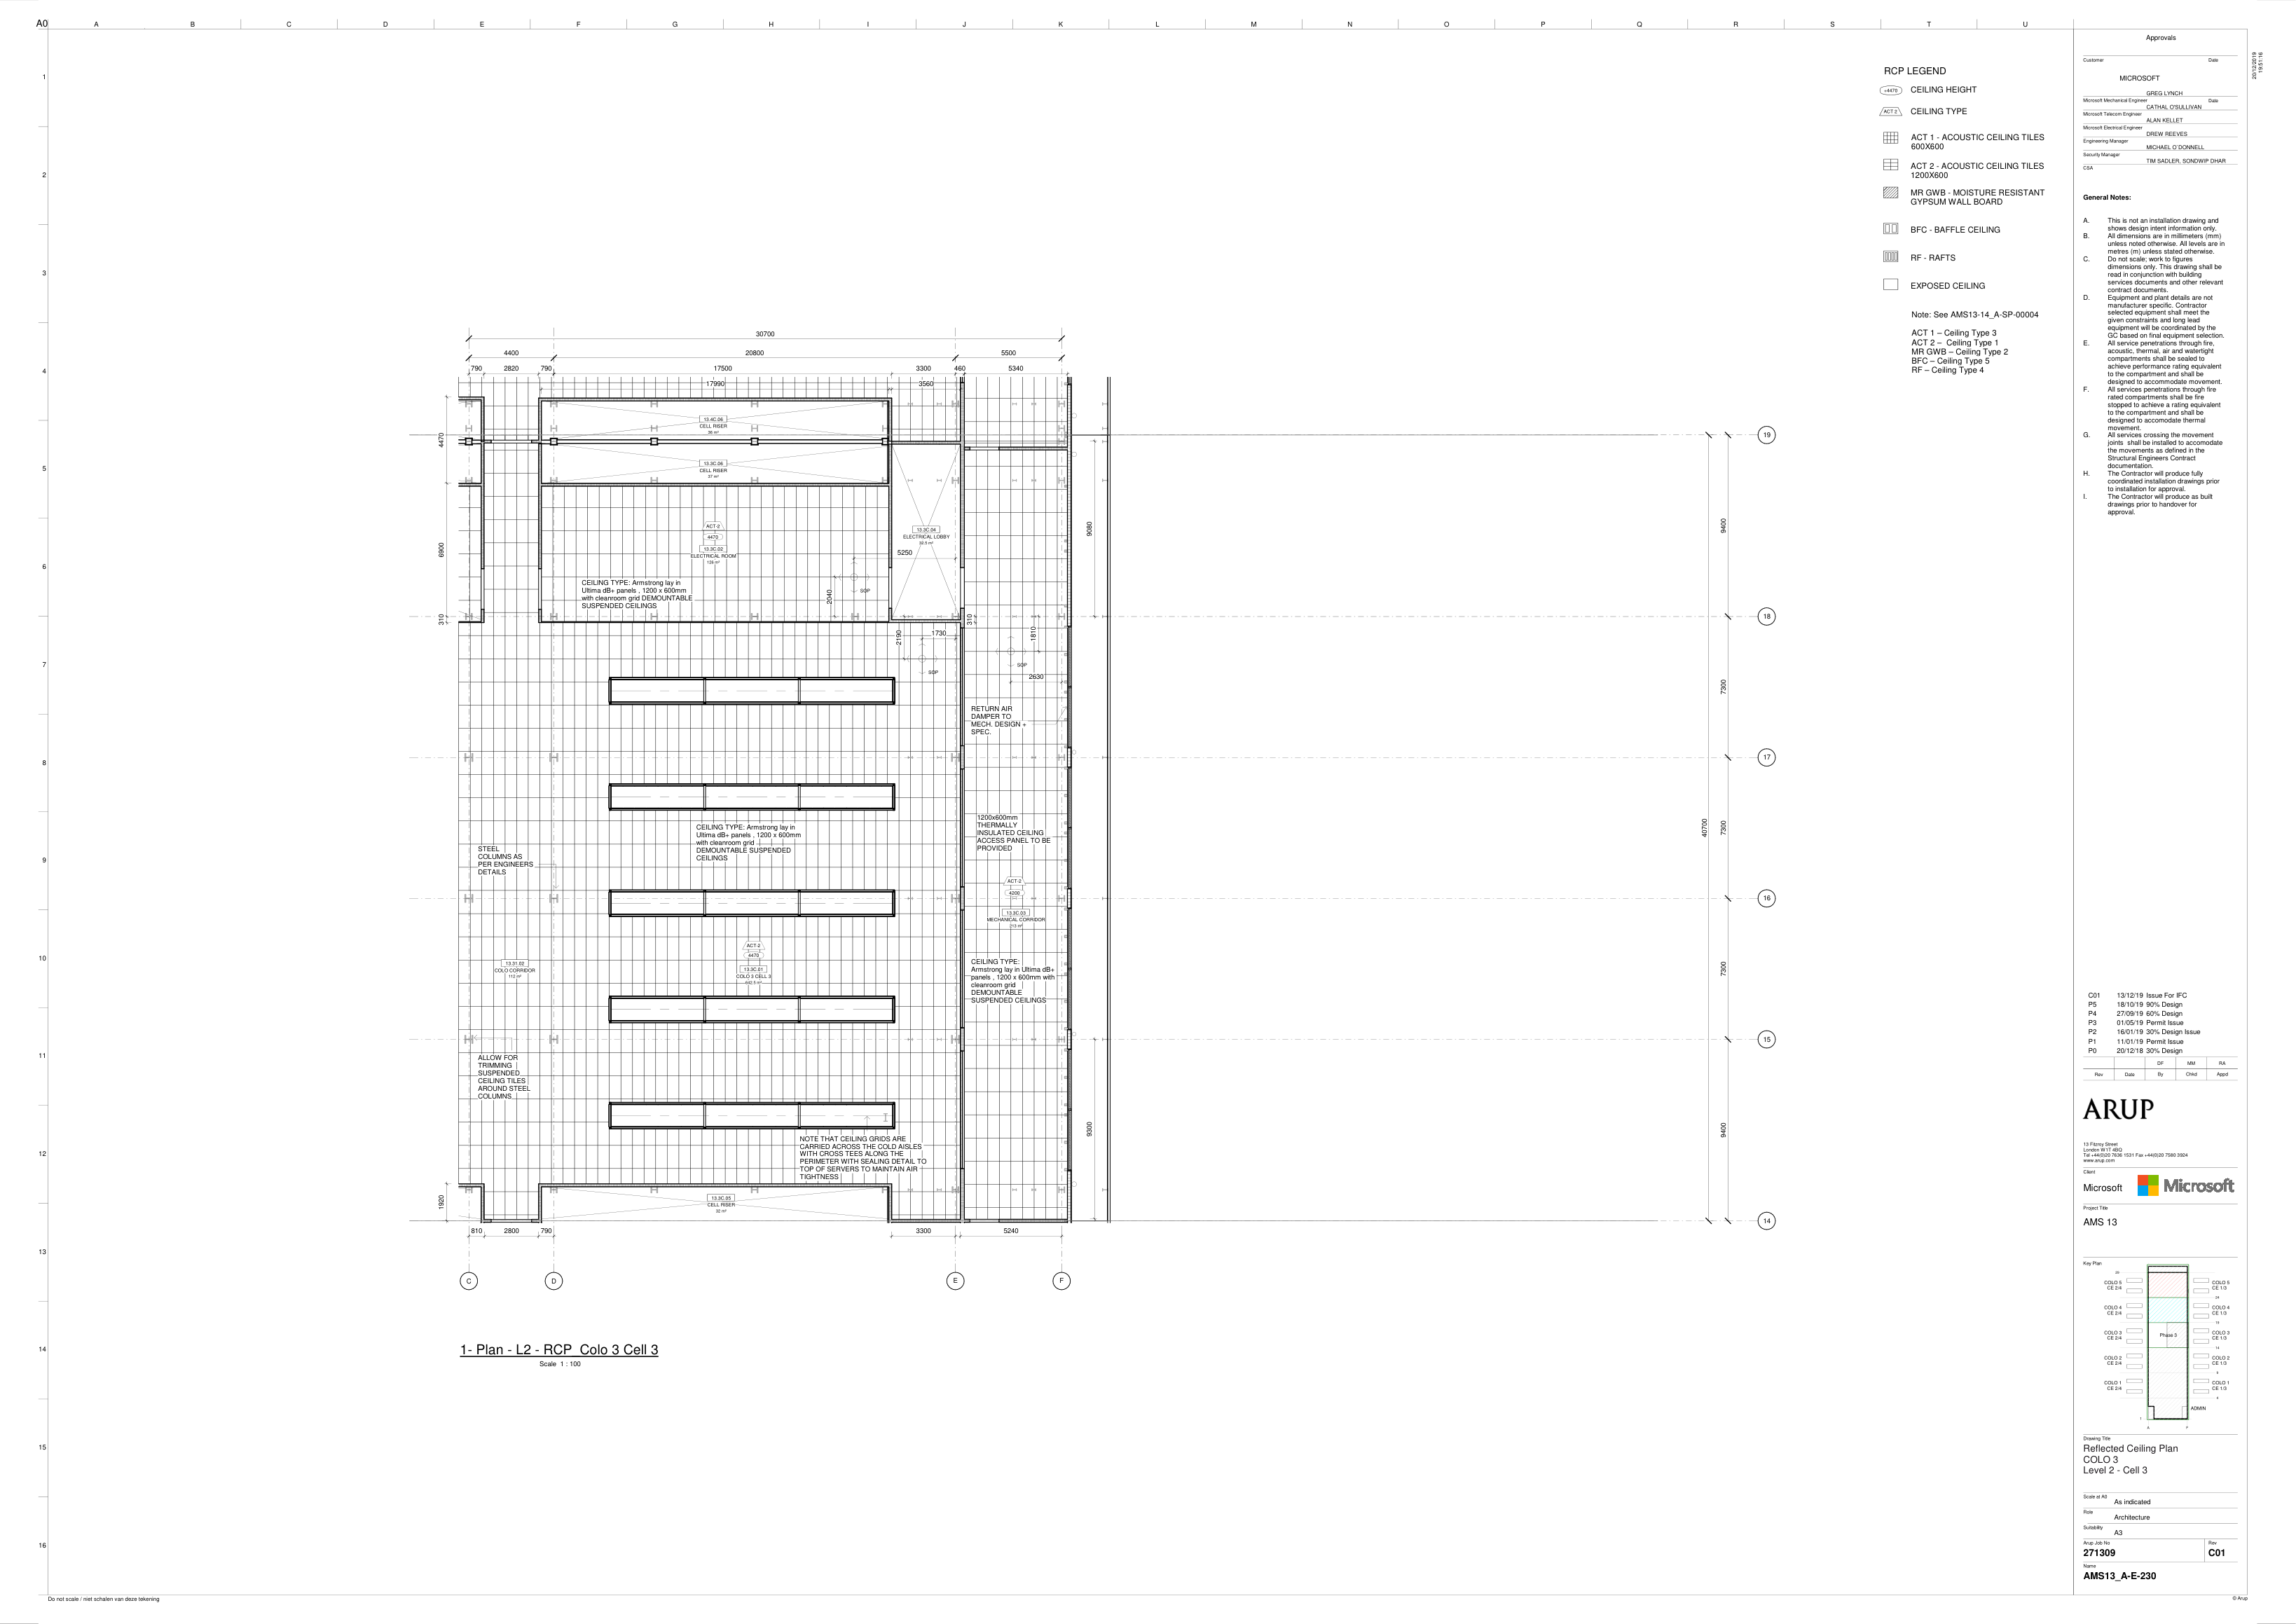 A0
A B C D E F G H I J K L M N O P Q R S T U
1
2
3
4
5
6
7
8
9
10
11
12
13
14
15
16
RCP LEGEND
+4470 CEILING HEIGHT
ACT 2 CEILING TYPE
ACT 1 - ACOUSTIC CEILING TILES
600X600
ACT 2 - ACOUSTIC CEILING TILES
1200X600
MR GWB - MOISTURE RESISTANT
GYPSUM WALL BOARD
BFC - BAFFLE CEILING
RF - RAFTS
EXPOSED CEILING
Note: See AMS13-14_A-SP-00004
ACT 1 – Ceiling Type 3
ACT 2 – Ceiling Type 1
MR GWB – Ceiling Type 2
BFC – Ceiling Type 5
RF – Ceiling Type 4
30700
4400 20800 5500
790 2820 790 17500 3300 460 5340
17990 3560
4470
6900
310
13.4C.06
CELL RISER
36 m²
13.3C.06
CELL RISER
37 m²
ACT-2
4470
13.3C.02
ELECTRICAL ROOM
128 m²
13.3C.04
ELECTRICAL LOBBY
32.5 m²
5250
2040
SOP
CEILING TYPE: Armstrong lay in
Ultima dB+ panels , 1200 x 600mm
with cleanroom grid DEMOUNTABLE
SUSPENDED CEILINGS
310
2190
1730
SOP
1810
SOP
2630
RETURN AIR
DAMPER TO
MECH. DESIGN +
SPEC.
9080
9400
7300
7300
7300
9400
40700
9300
19
18
17
16
15
14
CEILING TYPE: Armstrong lay in
Ultima dB+ panels , 1200 x 600mm
with cleanroom grid
DEMOUNTABLE SUSPENDED
CEILINGS
STEEL
COLUMNS AS
PER ENGINEERS
DETAILS
1200x600mm
THERMALLY
INSULATED CEILING
ACCESS PANEL TO BE
PROVIDED
ACT-2
4200
13.3C.03
MECHANICAL CORRIDOR
213 m²
ACT-2
4470
13.3C.01
COLO 3 CELL 3
13.31.02
COLO CORRIDOR
112 m²
CEILING TYPE:
Armstrong lay in Ultima dB+
panels , 1200 x 600mm with
cleanroom grid
DEMOUNTABLE
SUSPENDED CEILINGS
ALLOW FOR
TRIMMING
SUSPENDED
CEILING TILES
AROUND STEEL
COLUMNS
NOTE THAT CEILING GRIDS ARE
CARRIED ACROSS THE COLD AISLES
WITH CROSS TEES ALONG THE
PERIMETER WITH SEALING DETAIL TO
TOP OF SERVERS TO MAINTAIN AIR
TIGHTNESS
1920
13.3C.05
CELL RISER
32 m²
810 2800 790 3300 5240
C D E F
1- Plan - L2 - RCP_Colo 3 Cell 3
Scale 1 : 100
Do not scale / niet schalen van deze tekening
20/12/2019
19:51:16
Approvals
Customer Date
MICROSOFT
GREG LYNCH
Microsoft Mechanical Engineer Date
CATHAL O'SULLIVAN
Microsoft Telecom Engineer
ALAN KELLET
Microsoft Electrical Engineer
DREW REEVES
Engineering Manager
MICHAEL O'DONNELL
Security Manager
TIM SADLER, SONDWIP DHAR
CSA
General Notes:
A. This is not an installation drawing and
shows design intent information only.
B. All dimensions are in millimeters (mm)
unless noted otherwise. All levels are in
metres (m) unless stated otherwise.
C. Do not scale; work to figures
dimensions only. This drawing shall be
read in conjunction with building
services documents and other relevant
contract documents.
D. Equipment and plant details are not
manufacturer specific. Contractor
selected equipment shall meet the
given constraints and long lead
equipment will be coordinated by the
GC based on final equipment selection.
E. All service penetrations through fire,
acoustic, thermal, air and watertight
compartments shall be sealed to
achieve performance rating equivalent
to the compartment and shall be
designed to accommodate movement.
F. All services penetrations through fire
rated compartments shall be fire
stopped to achieve a rating equivalent
to the compartment and shall be
designed to accomodate thermal
movement.
G. All services crossing the movement
joints shall be installed to accomodate
the movements as defined in the
Structural Engineers Contract
documentation.
H. The Contractor will produce fully
coordinated installation drawings prior
to installation for approval.
I. The Contractor will produce as built
drawings prior to handover for
approval.
C01 13/12/19 Issue For IFC
P5 18/10/19 90% Design
P4 27/09/19 60% Design
P3 01/05/19 Permit Issue
P2 16/01/19 30% Design Issue
P1 11/01/19 Permit Issue
P0 20/12/18 30% Design
DF MM RA
Rev Date By Chkd Appd
ARUP
13 Fitzroy Street
London W1T 4BQ
Tel +44(0)20 7636 1531 Fax +44(0)20 7580 3924
www.arup.com
Client
Microsoft Microsoft
Project Title
AMS 13
Key Plan
COLO 5
CE 2/4
COLO 5
CE 1/3
COLO 4
CE 2/4
COLO 4
CE 1/3
COLO 3
CE 2/4
Phase 3
COLO 3
CE 1/3
COLO 2
CE 2/4
COLO 2
CE 1/3
COLO 1
CE 2/4
COLO 1
CE 1/3
ADMIN
Drawing Title
Reflected Ceiling Plan
COLO 3
Level 2 - Cell 3
Scale at A0
As indicated
Role
Architecture
Suitability
A3
Arup Job No Rev
271309 C01
Name
AMS13_A-E-230
© Arup